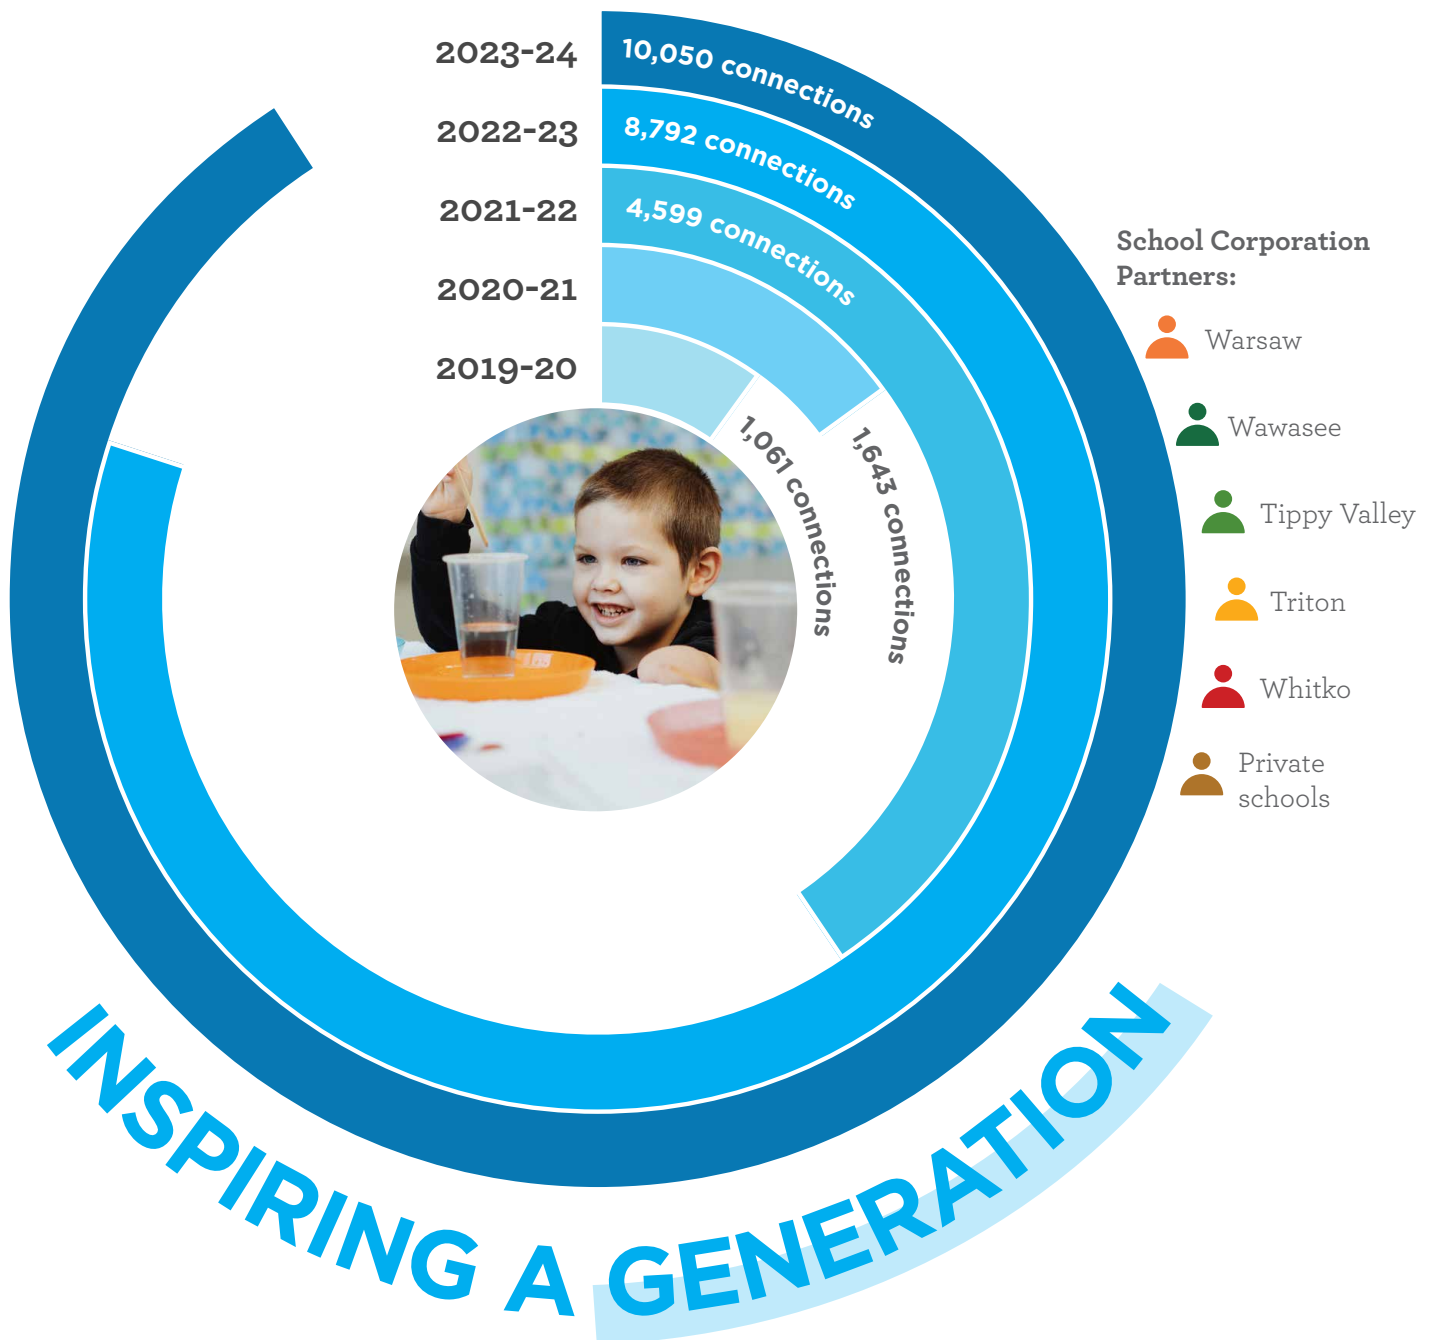 2023-24
10,050 connections
2022-23
8,792 connections
2021-22
4,599 connections
2020-21
1,643 connections
2019-20
1,061 connections
School Corporation
Partners:
Warsaw
Wawasee
Tippy Valley
Triton
Whitko
Private
schools
INSPIRING A GENERATION